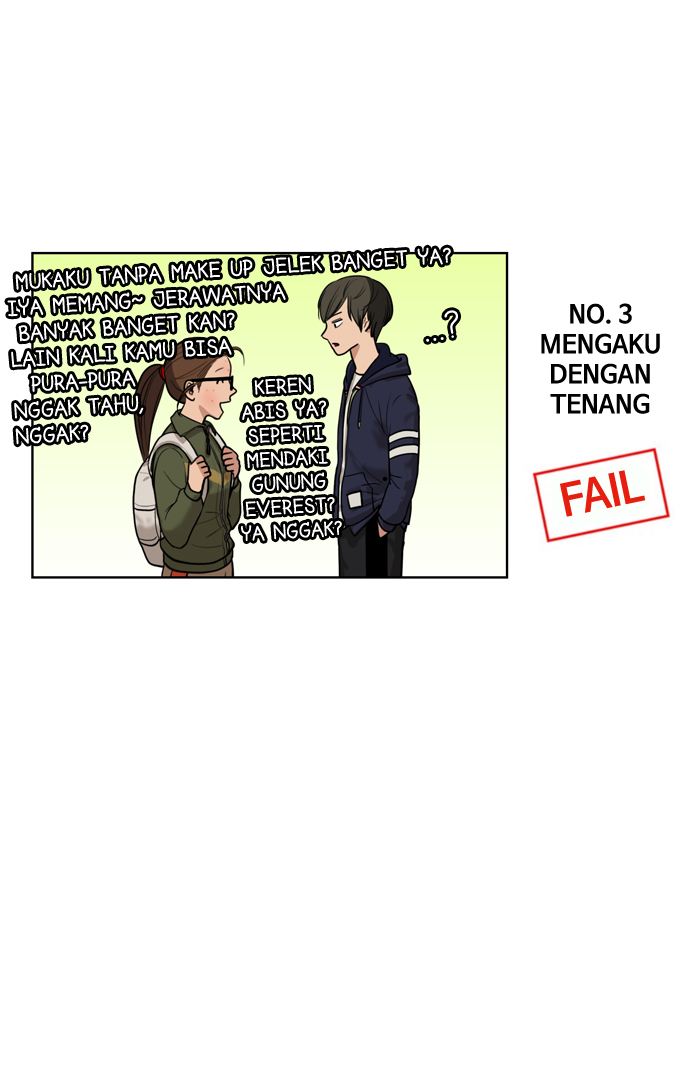 MUKAKU TANPA MAKE UP JELEK BANGET YA?
IYA MEMANG~ JERAWATNYA
BANYAK BANGET KAN?
LAIN KALI KAMU BISA
PURA-PURA
NGGAK TAHU,
NGGAK?
KEREN
ABIS YA?
SEPERTI
MENDAKI
GUNUNG
EVEREST?
YA NGGAK?
...?
NO. 3
MENGAKU
DENGAN
TENANG
FAIL